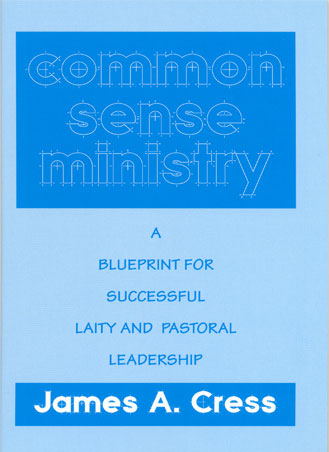 common
sense
ministry
A
BLUEPRINT FOR
SUCCESSFUL
LAITY AND PASTORAL
LEADERSHIP
James A. Cress